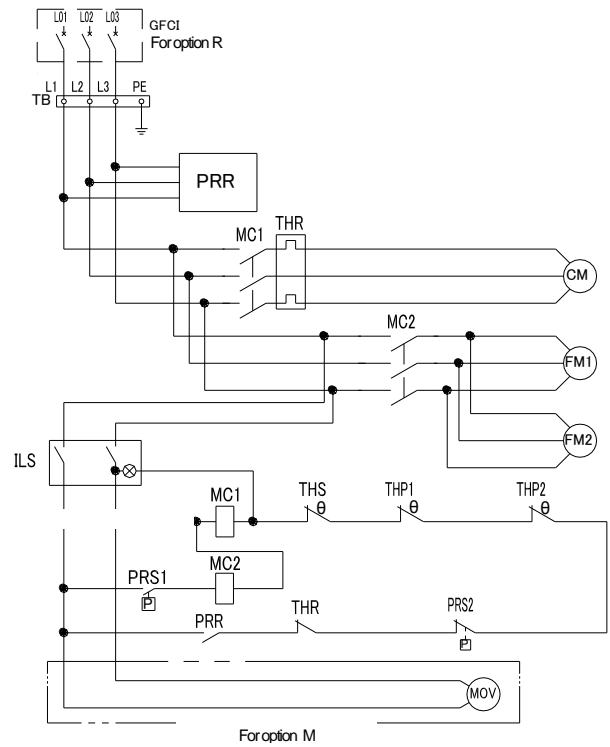 L01 L02 L03
GFCI
For option R
L1 L2 L3 PE
TB
PRR
MC1 THR
CM
MC2
FM1
FM2
ILS
MC1 THS THP1 THP2
θ θ θ
MC2
PRS1
P
PRR THR PRS2
P
MOV
For option M